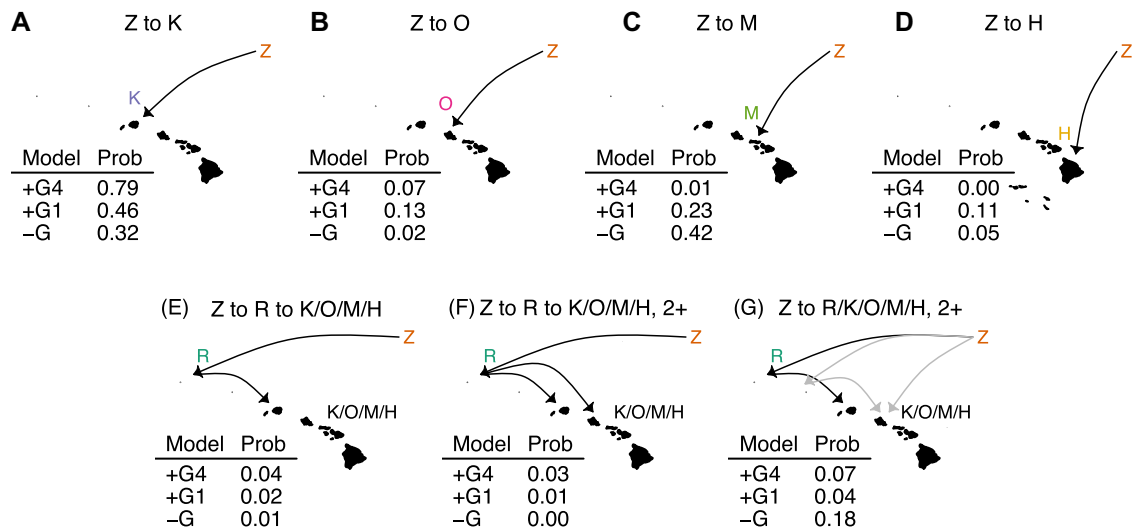 A Z to K
Z
K
Model Prob
+G4 0.79
+G1 0.46
−G 0.32
B Z to O
Z
O
Model Prob
+G4 0.07
+G1 0.13
−G 0.02
C Z to M
Z
M
Model Prob
+G4 0.01
+G1 0.23
−G 0.42
D Z to H
Z
H
Model Prob
+G4 0.00
+G1 0.11
−G 0.05
(E) Z to R to K/O/M/H
Z
R
K/O/M/H
Model Prob
+G4 0.04
+G1 0.02
−G 0.01
(F) Z to R to K/O/M/H, 2+
Z
R
K/O/M/H
Model Prob
+G4 0.03
+G1 0.01
−G 0.00
(G) Z to R/K/O/M/H, 2+
Z
R
K/O/M/H
Model Prob
+G4 0.07
+G1 0.04
−G 0.18